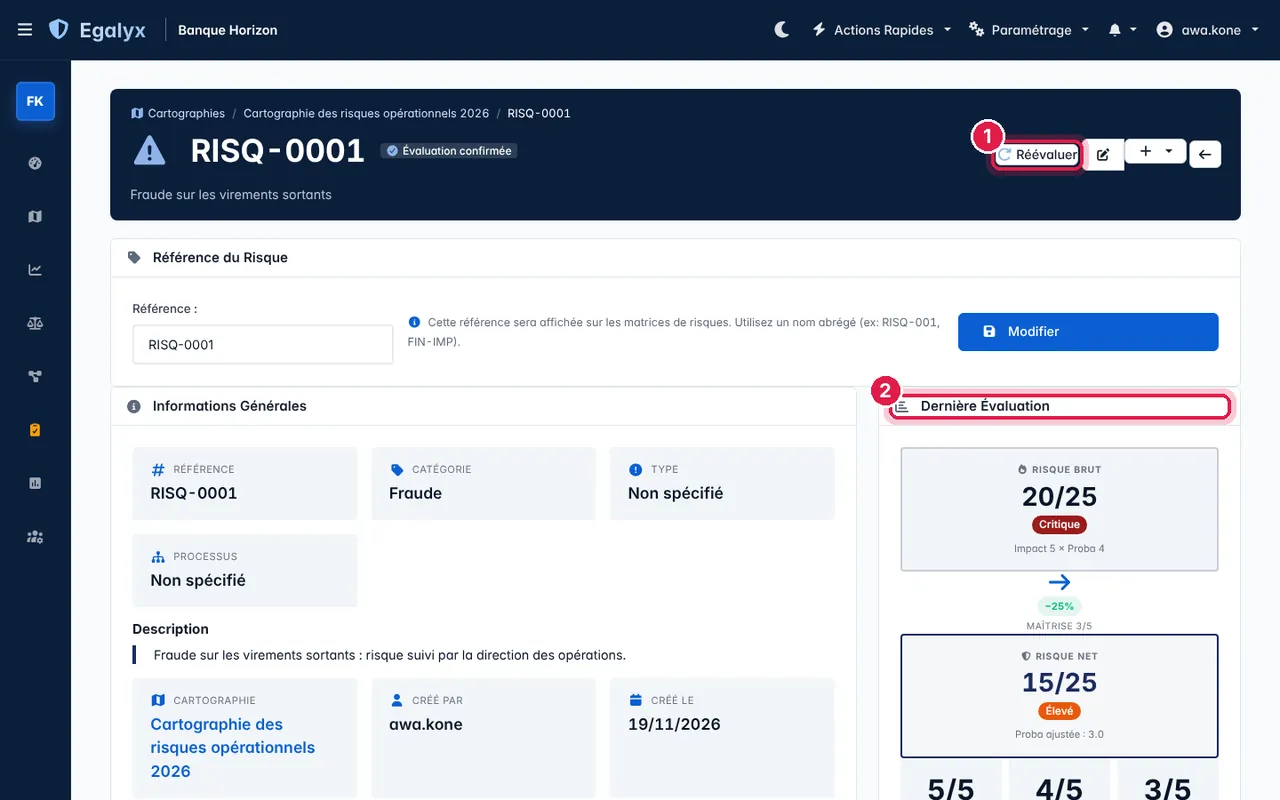 Egalyx
Banque Horizon
Actions Rapides
Paramétrage
awa.kone
FK
Cartographies / Cartographie des risques opérationnels 2026 / RISQ-0001
RISQ-0001
Évaluation confirmée
1
Réévaluer
Fraude sur les virements sortants
Référence du Risque
Référence :
RISQ-0001
Cette référence sera affichée sur les matrices de risques. Utilisez un nom abrégé (ex: RISQ-001,
FIN-IMP).
Modifier
Informations Générales
RÉFÉRENCE
RISQ-0001
CATÉGORIE
Fraude
TYPE
Non spécifié
PROCESSUS
Non spécifié
Description
Fraude sur les virements sortants : risque suivi par la direction des opérations.
CARTOGRAPHIE
Cartographie des
risques opérationnels
2026
CRÉÉ PAR
awa.kone
CRÉÉ LE
19/11/2026
2
Dernière Évaluation
RISQUE BRUT
20/25
Critique
Impact 5 × Proba 4
−25%
MAÎTRISE 3/5
RISQUE NET
15/25
Élevé
Proba ajustée : 3.0
5/5
4/5
3/5